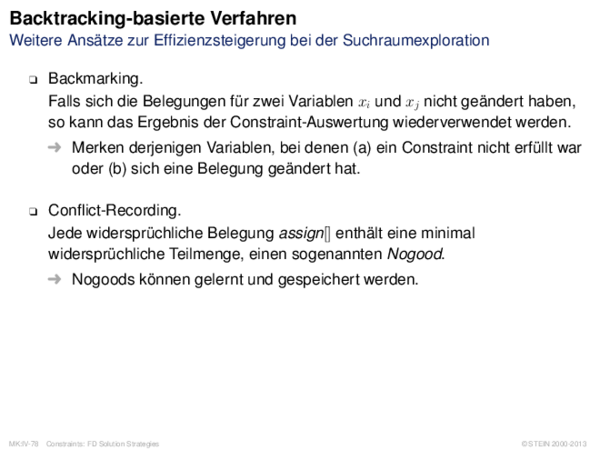 Backtracking-basierte Verfahren
Weitere Ansätze zur Effizienzsteigerung bei der Suchraumexploration
❑ Backmarking.
Falls sich die Belegungen für zwei Variablen xᵢ und xⱼ nicht geändert haben,
so kann das Ergebnis der Constraint-Auswertung wiederverwendet werden.
➜ Merken derjenigen Variablen, bei denen (a) ein Constraint nicht erfüllt war
oder (b) sich eine Belegung geändert hat.
❑ Conflict-Recording.
Jede widersprüchliche Belegung assign[] enthält eine minimal
widersprüchliche Teilmenge, einen sogenannten Nogood.
➜ Nogoods können gelernt und gespeichert werden.
MK:IV-78 Constraints: FD Solution Strategies © STEIN 2000-2013